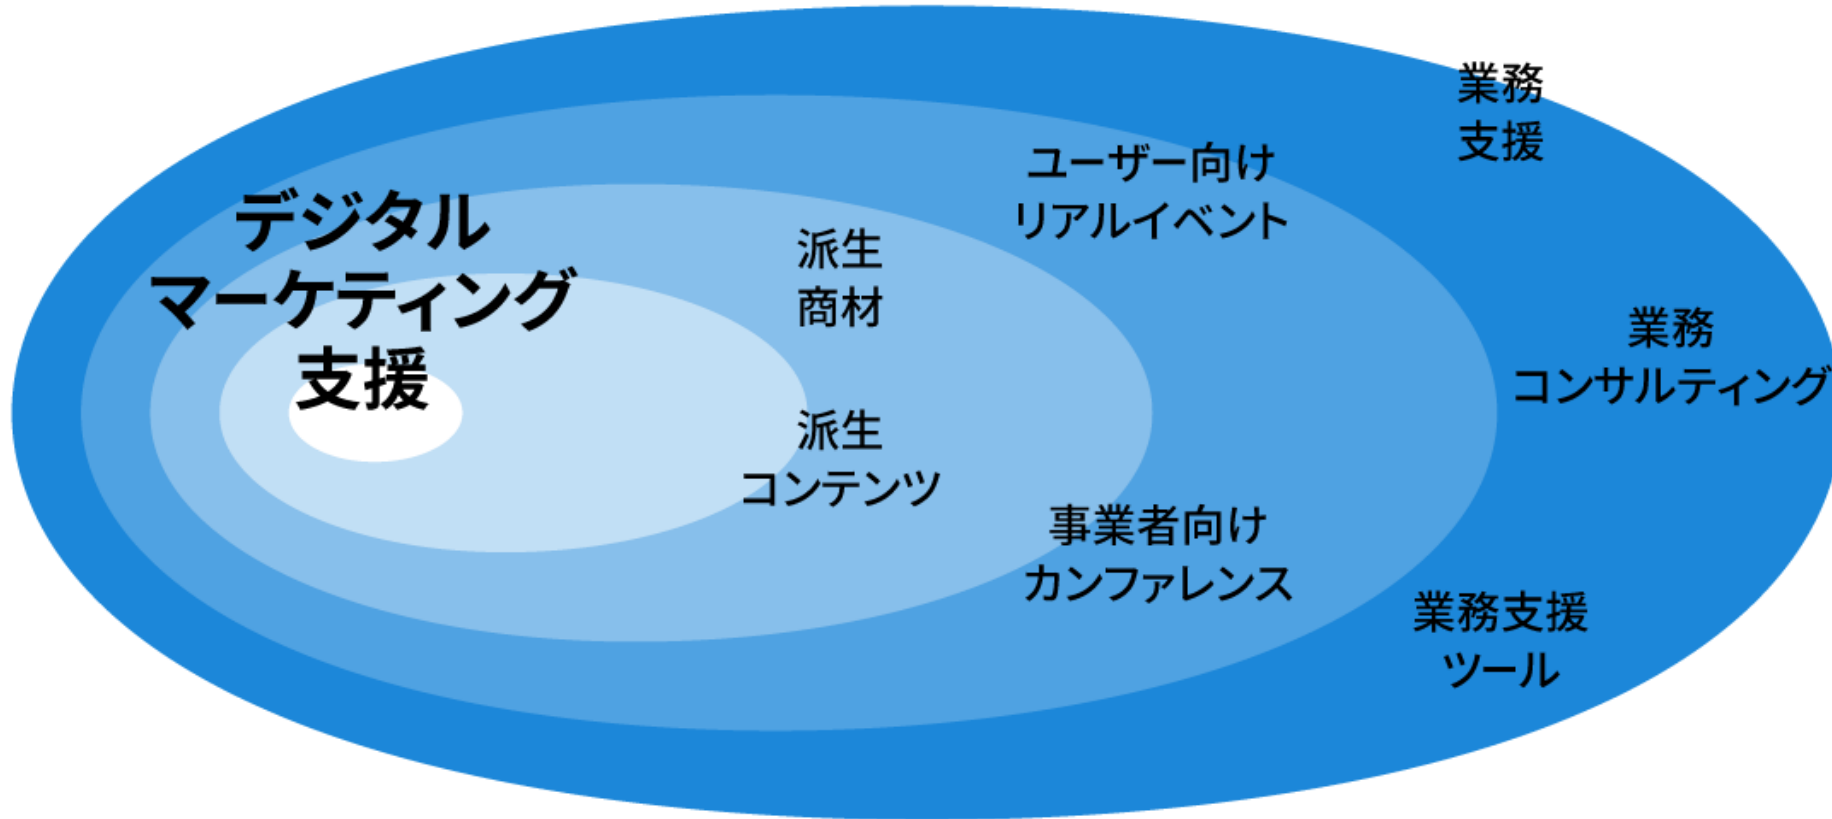 デジタル
マーケティング
支援
派生
商材
派生
コンテンツ
ユーザー向け
リアルイベント
事業者向け
カンファレンス
業務
支援
業務
コンサルティング
業務支援
ツール